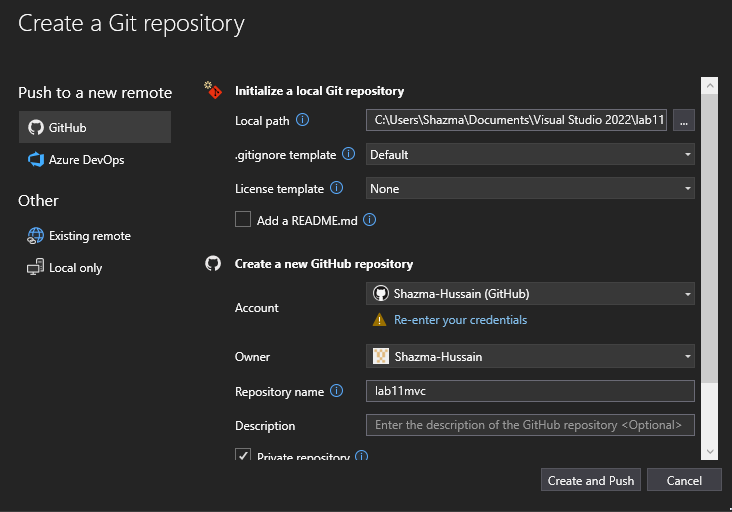 Create a Git repository
Push to a new remote
GitHub
Azure DevOps
Other
Existing remote
Local only
Initialize a local Git repository
Local path C:\Users\Shazma\Documents\Visual Studio 2022\lab11 ...
.gitignore template Default
License template None
Add a README.md
Create a new GitHub repository
Account Shazma-Hussain (GitHub)
Re-enter your credentials
Owner Shazma-Hussain
Repository name lab11mvc
Description Enter the description of the GitHub repository <Optional>
Private repository
Create and Push Cancel